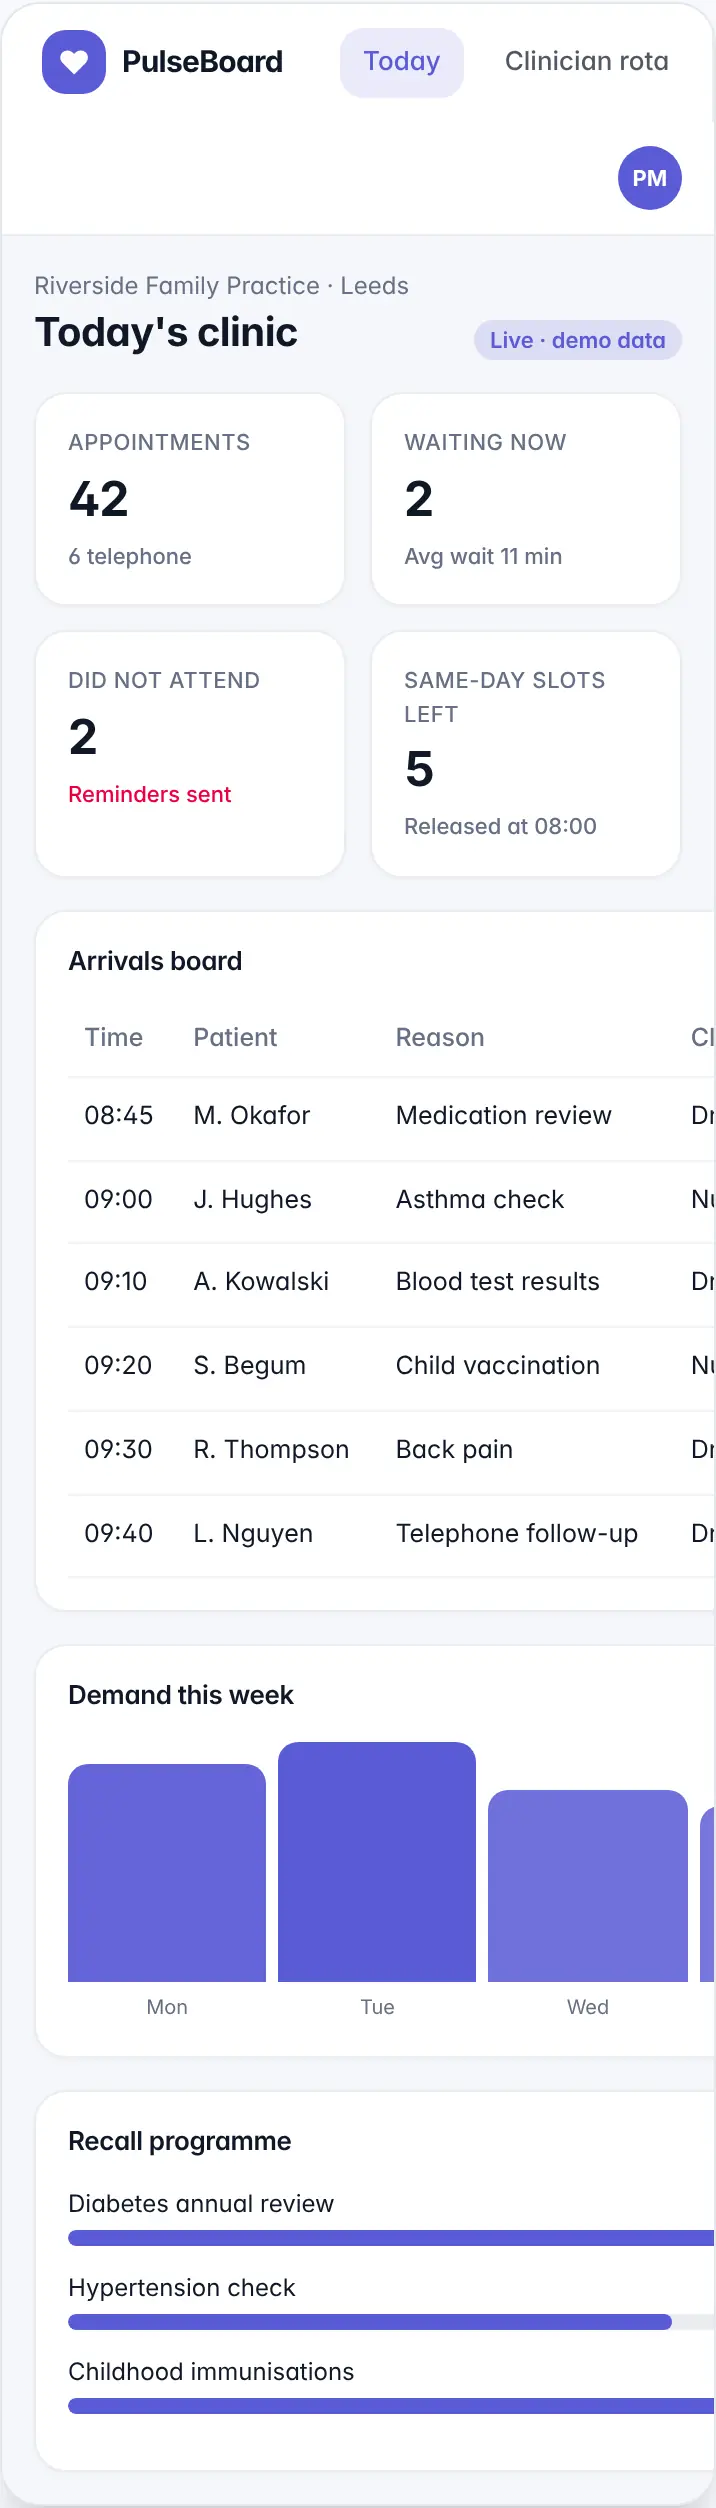 PulseBoard
Today
Clinician rota
PM
Riverside Family Practice · Leeds
Today's clinic
Live · demo data
APPOINTMENTS
42
6 telephone
WAITING NOW
2
Avg wait 11 min
DID NOT ATTEND
2
Reminders sent
SAME-DAY SLOTS
LEFT
5
Released at 08:00
Arrivals board
Time Patient Reason
08:45 M. Okafor Medication review Dr
09:00 J. Hughes Asthma check
09:10 A. Kowalski Blood test results Dr
09:20 S. Begum Child vaccination
09:30 R. Thompson Back pain Dr
09:40 L. Nguyen Telephone follow-up Dr
Demand this week
Mon Tue Wed
Recall programme
Diabetes annual review
Hypertension check
Childhood immunisations